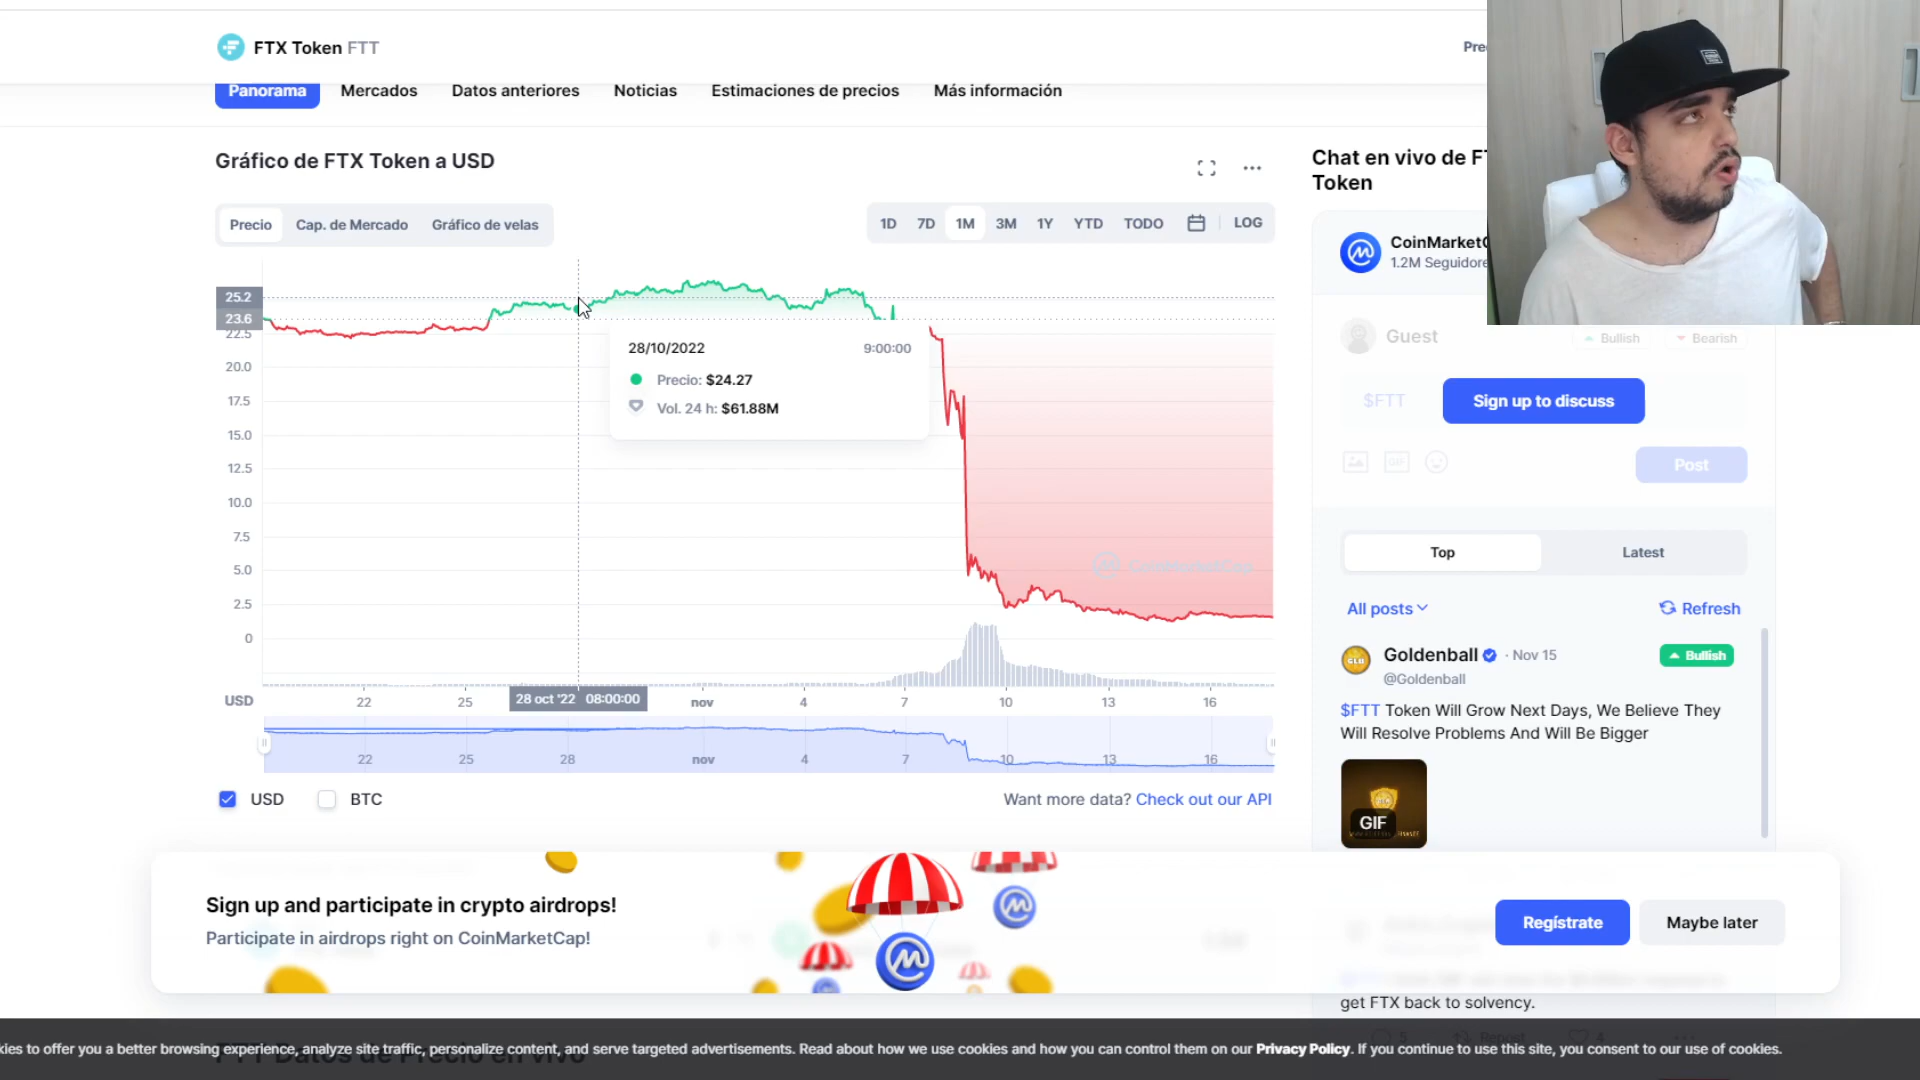 FTX Token FTT
Panorama
Mercados
Datos anteriores
Noticias
Estimaciones de precios
Más información
Gráfico de FTX Token a USD
Precio
Cap. de Mercado
Gráfico de velas
1D
7D
1M
3M
1Y
YTD
TODO
LOG
25.2
23.6
22.5
20.0
17.5
15.0
12.5
10.0
7.5
5.0
2.5
0
28/10/2022
9:00:00
Precio: $24.27
Vol. 24 h: $61.88M
CoinMarketCap
USD
22
25
28 oct '22 08:00:00
nov
4
7
10
13
16
22
25
28
nov
4
7
10
13
16
USD
BTC
Want more data? Check out our API
Chat en vivo de
Token
1.2M
Guest
Bullish
Bearish
$FTT
Sign up to discuss
GIF
Post
Top
Latest
All posts
Refresh
Goldenball · Nov 15
Bullish
@Goldenball
$FTT Token Will Grow Next Days, We Believe They
Will Resolve Problems And Will Be Bigger
GIF
Sign up and participate in crypto airdrops!
Participate in airdrops right on CoinMarketCap!
Regístrate
Maybe later
get FTX back to solvency.
to offer you a better browsing experience, analyze site traffic, personalize content, and serve targeted advertisements. Read about how we use cookies and how you can control them on our Privacy Policy. If you continue to use this site, you consent to our use of cookies.